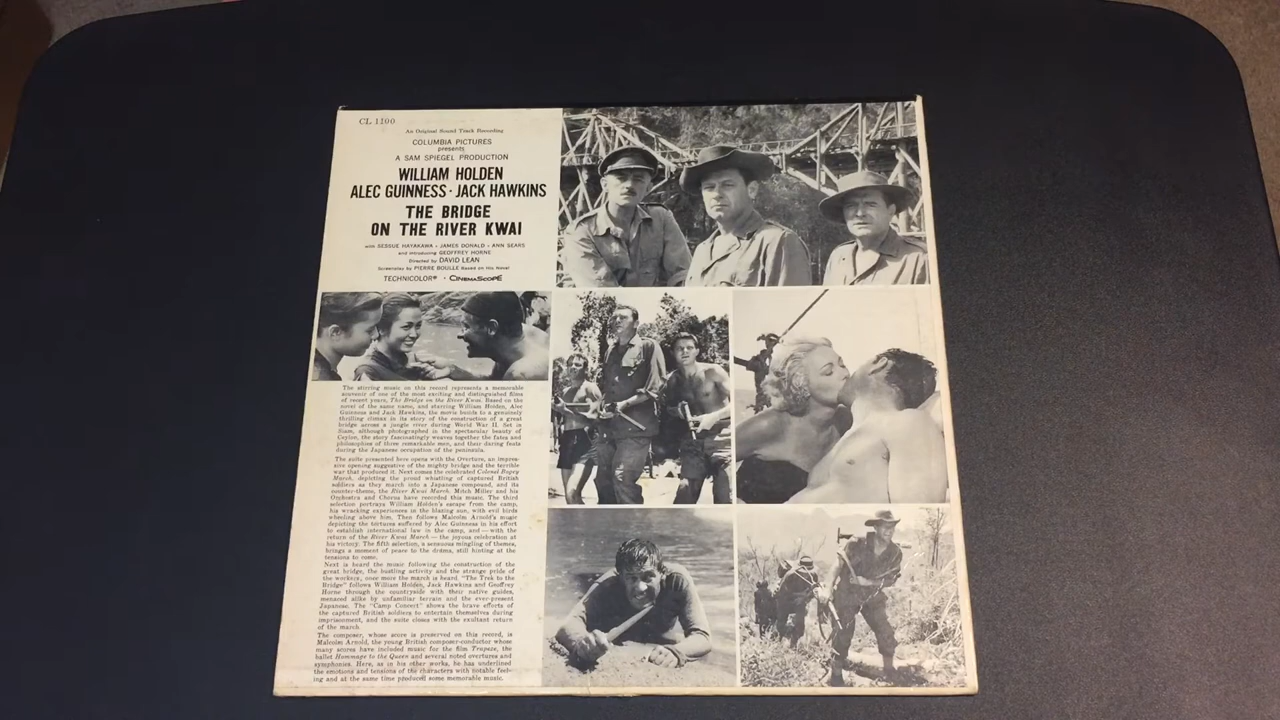 CL 1100
An Original Sound Track Recording
COLUMBIA PICTURES
presents
A SAM SPIEGEL PRODUCTION
WILLIAM HOLDEN
ALEC GUINNESS · JACK HAWKINS
THE BRIDGE
ON THE RIVER KWAI
with SESSUE HAYAKAWA · JAMES DONALD · ANN SEARS
and introducing GEOFFREY HORNE
Directed by DAVID LEAN
Screenplay by PIERRE BOULLE Based on His Novel
TECHNICOLOR® · CINEMASCOPE
The stirring music on this record represents a memorable
souvenir of one of the most exciting and distinguished films
of recent years, The Bridge on the River Kwai. Based on the
novel of the same name, and starring William Holden, Alec
Guinness and Jack Hawkins, the movie builds to a genuinely
thrilling climax in its story of the construction of a great
bridge across a jungle river during World War II. Set in
Siam, although photographed in the spectacular beauty of
Ceylon, the story fascinatingly weaves together the fates and
philosophies of three remarkable men, and their daring feats
during the Japanese occupation of the peninsula.
The suite presented here opens with the Overture, an impres-
sive opening suggestive of the mighty bridge and the terrible
war that produced it. Next comes the celebrated Colonel Bogey
March, depicting the proud whistling of captured British
soldiers as they march into a Japanese compound, and its
counter-theme, the River Kwai March. Mitch Miller and his
Orchestra and Chorus have recorded this music. The third
selection portrays William Holden's escape from the camp,
his wracking experiences in the blazing sun, with evil birds
wheeling above him. Then follows Malcolm Arnold's music
depicting the tortures suffered by Alec Guinness in his effort
to establish international law in the camp, and—with the
return of the River Kwai March—the joyous celebration at
his victory. The fifth selection, a sensuous mingling of themes,
brings a moment of peace to the drama, still hinting at the
tensions to come.
Next is heard the music following the construction of the
great bridge, the bustling activity and the strange pride of
the workers, once more the march is heard. "The Trek to the
Bridge" follows William Holden, Jack Hawkins and Geoffrey
Horne through the countryside with their native guides,
menaced alike by unfamiliar terrain and the ever-present
Japanese. The "Camp Concert" shows the brave efforts of
the captured British soldiers to entertain themselves during
imprisonment, and the suite closes with the exultant return
of the march.
The composer, whose score is preserved on this record, is
Malcolm Arnold, the young British composer-conductor whose
many scores have included music for the film Trapeze, the
ballet Hommage to the Queen and several noted overtures and
symphonies. Here, as in his other works, he has underlined
the emotions and tensions of the characters with notable feel-
ing and at the same time produced some memorable music.